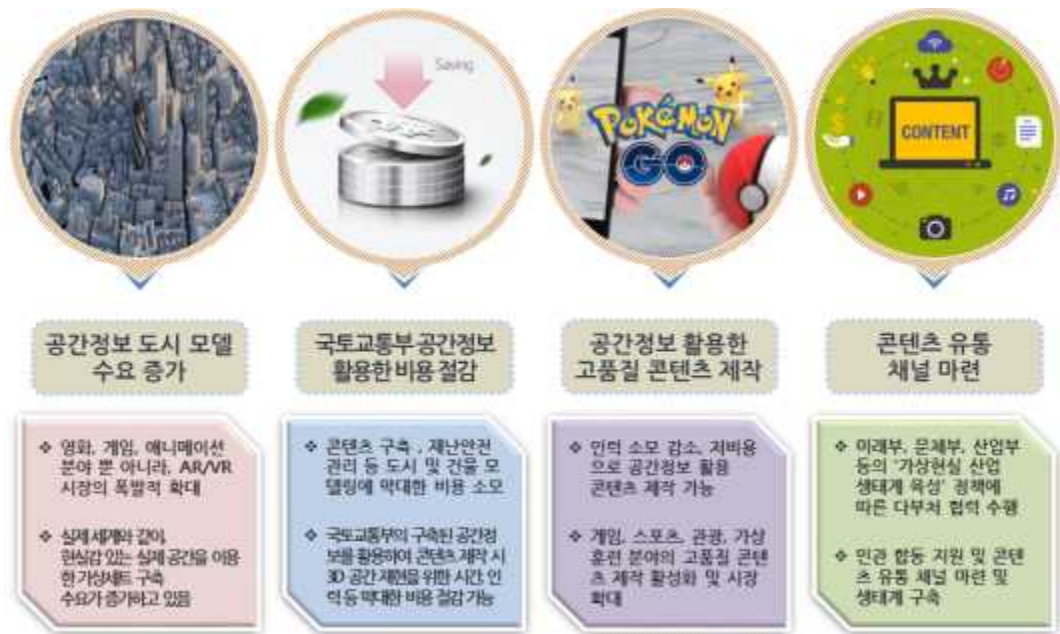 Saving
POKÉMON
GO
CONTENT
공간정보 도시 모델
수요 증가
국토교통부 공간정보
활용한 비용 절감
공간정보 활용한
고품질 콘텐츠 제작
콘텐츠 유통
채널 마련
❖ 영화, 게임, 애니메이션
분야 뿐 아니라, AR/VR
시장의 폭발적 확대
❖ 실제 세계와 같이,
현실감 있는 실제 공간을 이용
한 가상세트 구축
수요가 증가하고 있음
❖ 콘텐츠 구축 , 재난안전
관리 등 도시 및 건물 모
델링에 막대한 비용 소모
❖ 국토교통부의 구축된 공간정
보를 활용하여, 콘텐츠 제작 시
3D 공간 재현을 위한 시간, 인
력 등 막대한 비용 절감 가능
❖ 인력 소모 감소, 저비용
으로 공간정보 활용
콘텐츠 제작 가능
❖ 게임, 스포츠, 관광, 가상
훈련 분야의 고품질 콘텐
츠 제작 활성화 및 시장
확대
❖ 미래부, 문체부, 산업부
등의 '가상현실 산업
생태계 육성' 정책에
따른 다부처 협력 수행
❖ 민관 합동 지원 및 콘텐
츠 유통 채널 마련 및
생태계 구축